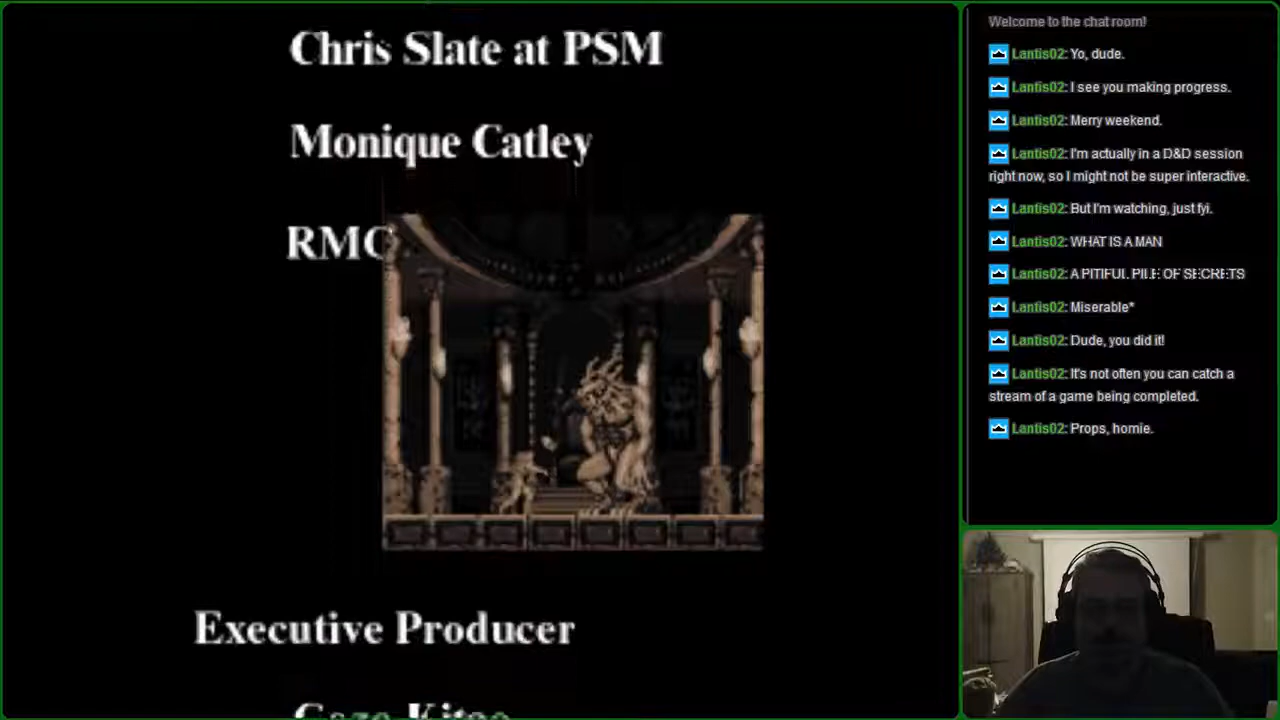 Chris Slate at PSM
Monique Catley
RMC
Executive Producer
Welcome to the chat room!
Lantis02: Yo, dude.
Lantis02: I see you making progress.
Lantis02: Merry weekend.
Lantis02: I'm actually in a D&D session
right now, so I might not be super interactive.
Lantis02: But I'm watching, just fyi.
Lantis02: WHAT IS A MAN
Lantis02: A PITIFUL PILE OF SECRETS
Lantis02: Miserable*
Lantis02: Dude, you did it!
Lantis02: It's not often you can catch a
stream of a game being completed.
Lantis02: Props, homie.